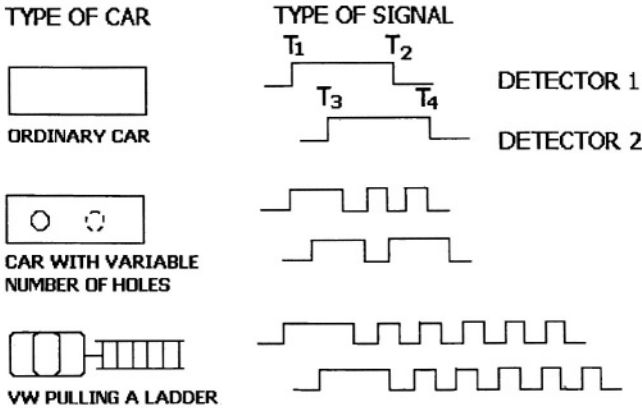 TYPE OF CAR
TYPE OF SIGNAL
T1
T2
DETECTOR 1
T3
T4
DETECTOR 2
ORDINARY CAR
CAR WITH VARIABLE
NUMBER OF HOLES
VW PULLING A LADDER